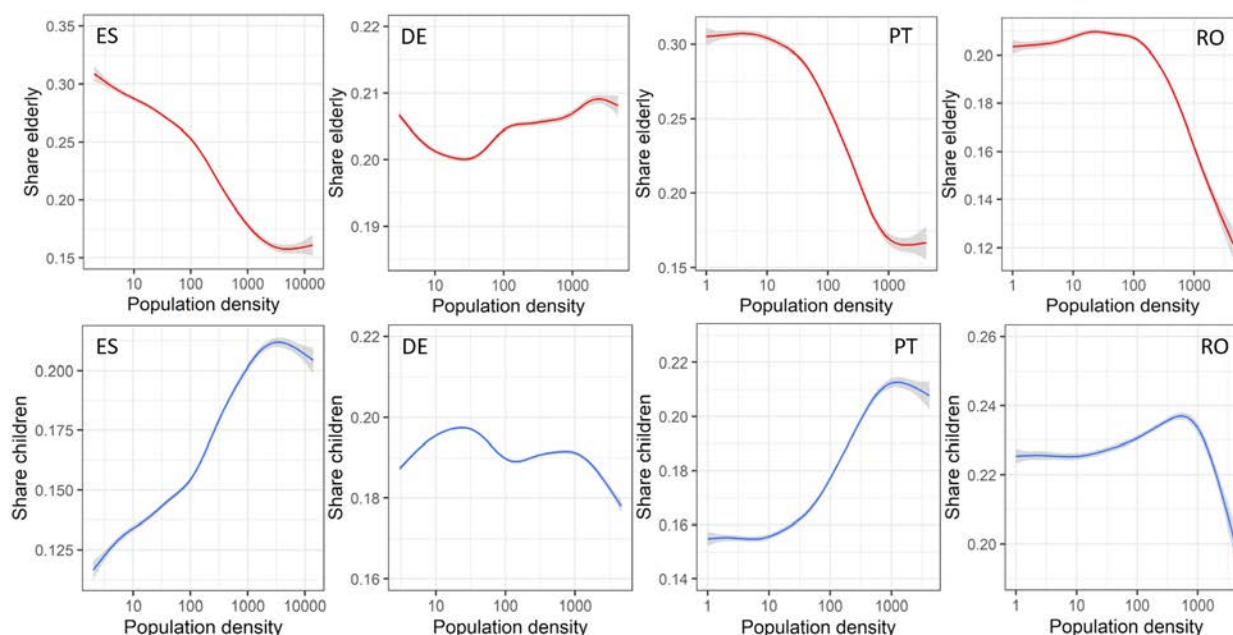 ES
Share elderly
0.30
0.25
0.20
0.15
10 100 1000 10000
Population density
DE
Share elderly
0.22
0.21
0.20
0.19
10 100 1000
Population density
PT
Share elderly
0.30
0.25
0.20
0.15
1 10 100 1000
Population density
RO
Share elderly
0.20
0.18
0.16
0.14
0.12
1 10 100 1000
Population density
ES
Share children
0.200
0.175
0.150
0.125
10 100 1000 10000
Population density
DE
Share children
0.22
0.20
0.18
0.16
10 100 1000
Population density
PT
Share children
0.22
0.20
0.18
0.16
0.14
1 10 100 1000
Population density
RO
Share children
0.26
0.24
0.22
0.20
1 10 100 1000
Population density